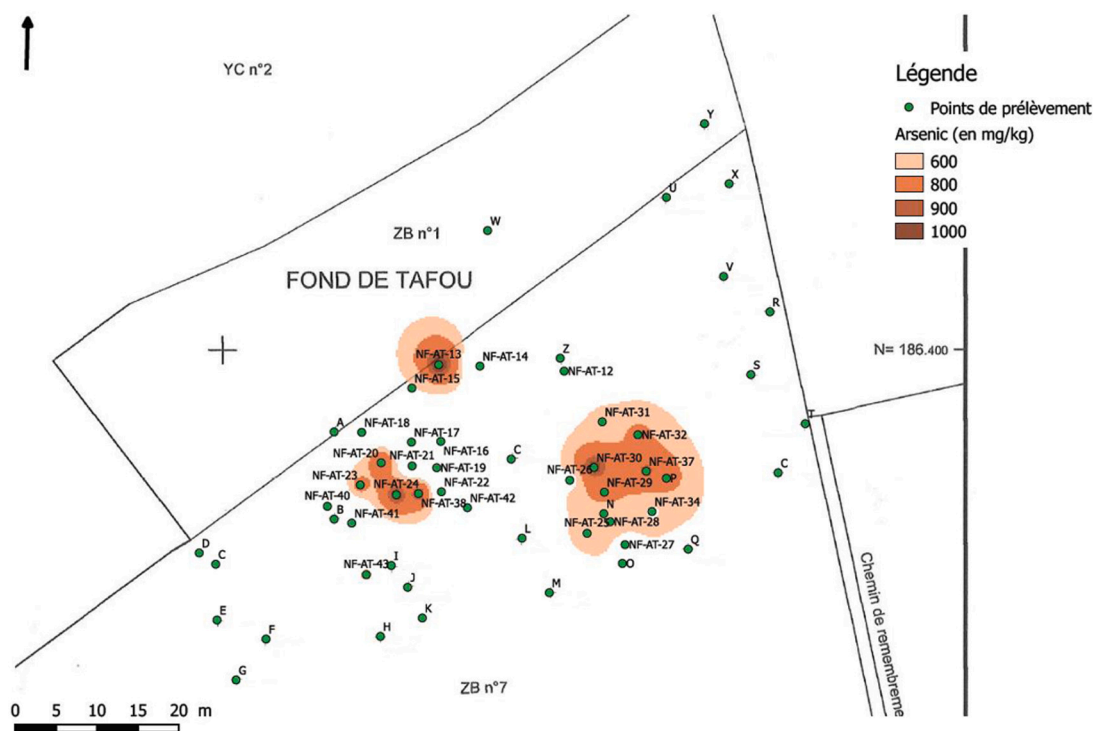 YC n°2
Légende
Points de prélèvement
Arsenic (en mg/kg)
600
800
900
1000
Y
X
U
W
ZB n°1
FOND DE TAFOU
V
R
N= 186.400
NF-AT-13
NF-AT-14
Z
NF-AT-12
NF-AT-15
S
T
NF-AT-31
NF-AT-32
A
NF-AT-18
NF-AT-17
NF-AT-16
C
NF-AT-20
NF-AT-21
NF-AT-19
NF-AT-30
NF-AT-37
P
C
NF-AT-23
NF-AT-24
NF-AT-22
NF-AT-26
NF-AT-29
NF-AT-38
NF-AT-42
NF-AT-40
B
NF-AT-41
N
NF-AT-34
NF-AT-25
NF-AT-28
NF-AT-27
L
Q
O
D
C
NF-AT-43
I
J
M
E
F
K
H
G
ZB n°7
Chemin de remembreme
0 5 10 15 20 m